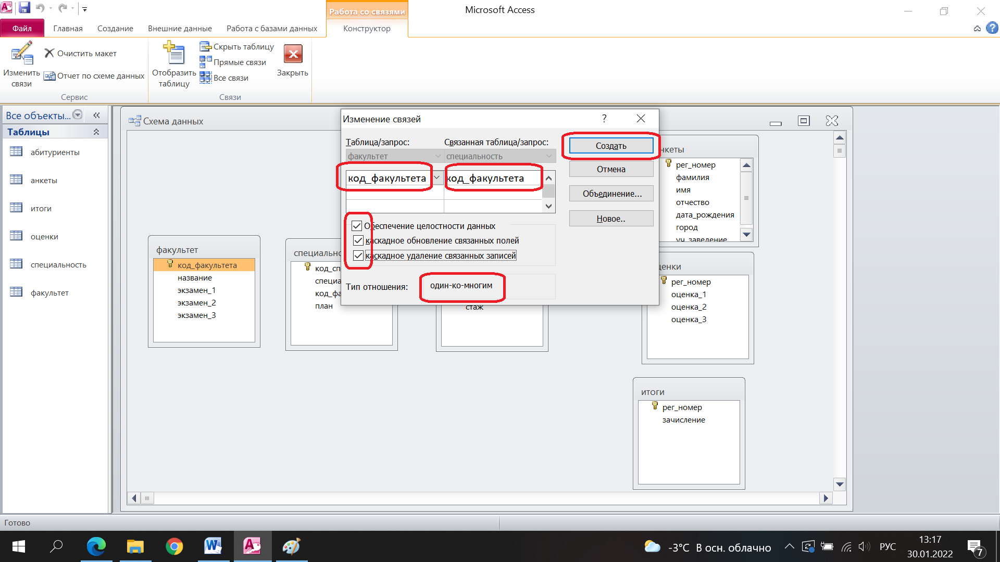 Работа со связями
Microsoft Access
Файл
Главная
Создание
Внешние данные
Работа с базами данных
Конструктор
Изменить
связи
Очистить макет
Отчет по схеме данных
Сервис
Отобразить
таблицу
Скрыть таблицу
Прямые связи
Все связи
Закрыть
Связи
Все объекты...
Таблицы
абитуриенты
анкеты
итоги
оценки
специальность
факультет
Схема данных
Изменение связей
Таблица/запрос:
Связанная таблица/запрос:
факультет
специальность
код_факультета
код_факультета
Обеспечение целостности данных
каскадное обновление связанных полей
каскадное удаление связанных записей
Тип отношения:
один-ко-многим
Создать
Отмена
Объединение...
Новое..
факультет
код_факультета
название
экзамен_1
экзамен_2
экзамен_3
специальнос
код_сп
специа
код_фа
план
стаж
нкеты
рег_номер
фамилия
имя
отчество
дата_рождения
город
уч_заведение
ценки
рег_номер
оценка_1
оценка_2
оценка_3
итоги
рег_номер
зачисление
Готово
-3°C В осн. облачно
РУС
13:17
30.01.2022
7